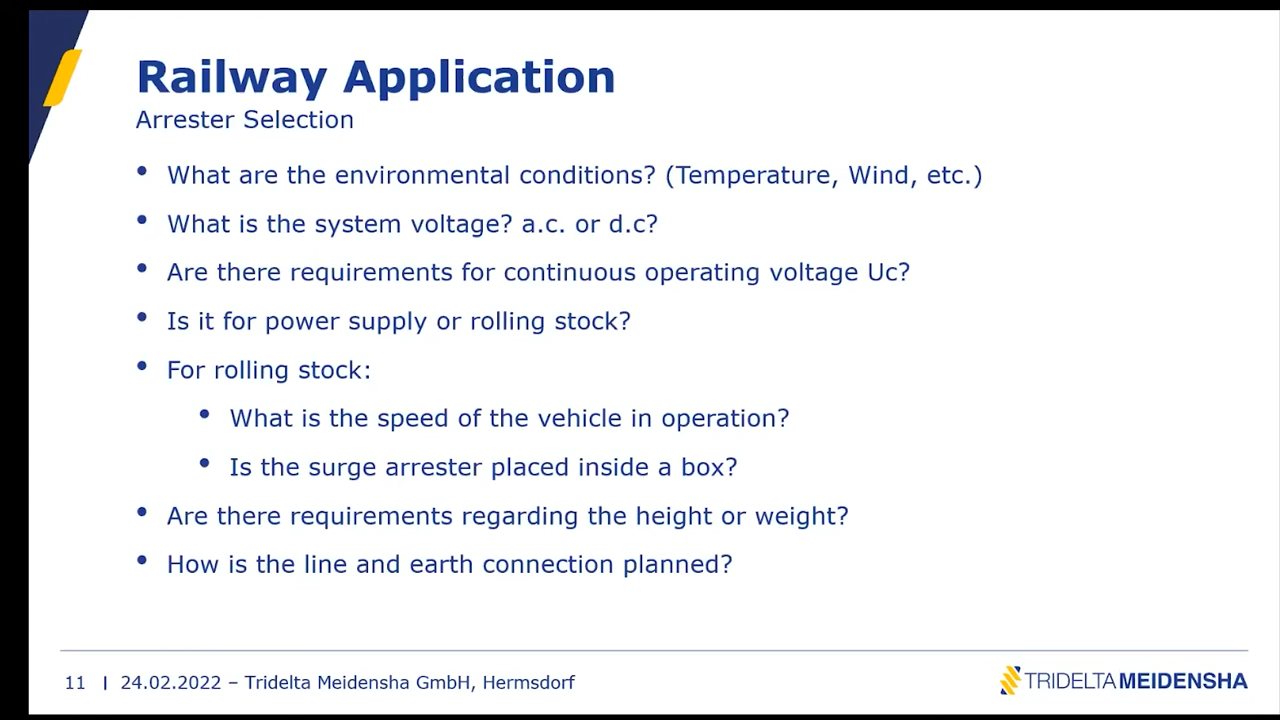 Railway Application
Arrester Selection
• What are the environmental conditions? (Temperature, Wind, etc.)
• What is the system voltage? a.c. or d.c?
• Are there requirements for continuous operating voltage Uc?
• Is it for power supply or rolling stock?
• For rolling stock:
• What is the speed of the vehicle in operation?
• Is the surge arrester placed inside a box?
• Are there requirements regarding the height or weight?
• How is the line and earth connection planned?
11 | 24.02.2022 – Tridelta Meidensha GmbH, Hermsdorf
TRIDELTA MEIDENSHA